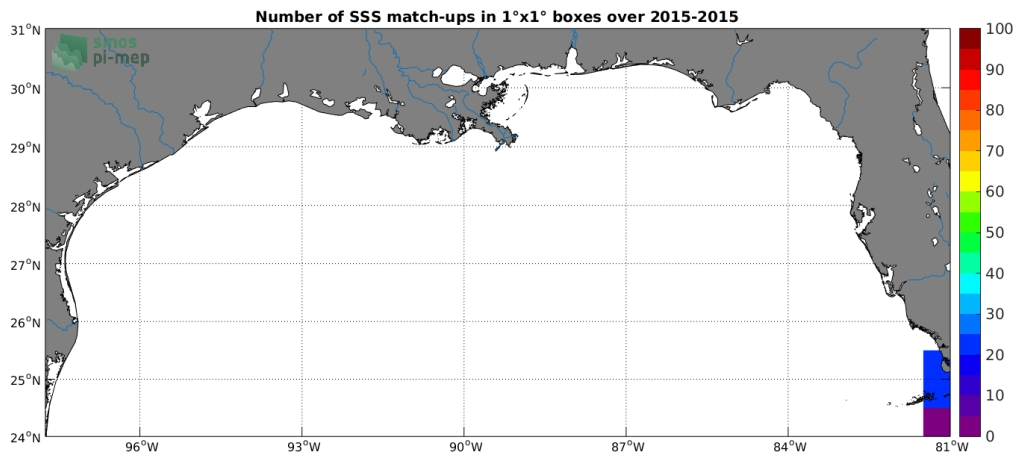 Number of SSS match-ups in 1°x1° boxes over 2015-2015
smos
pi-mep
31°N
30°N
29°N
28°N
27°N
26°N
25°N
24°N
96°W
93°W
90°W
87°W
84°W
81°W
100
90
80
70
60
50
40
30
20
10
0